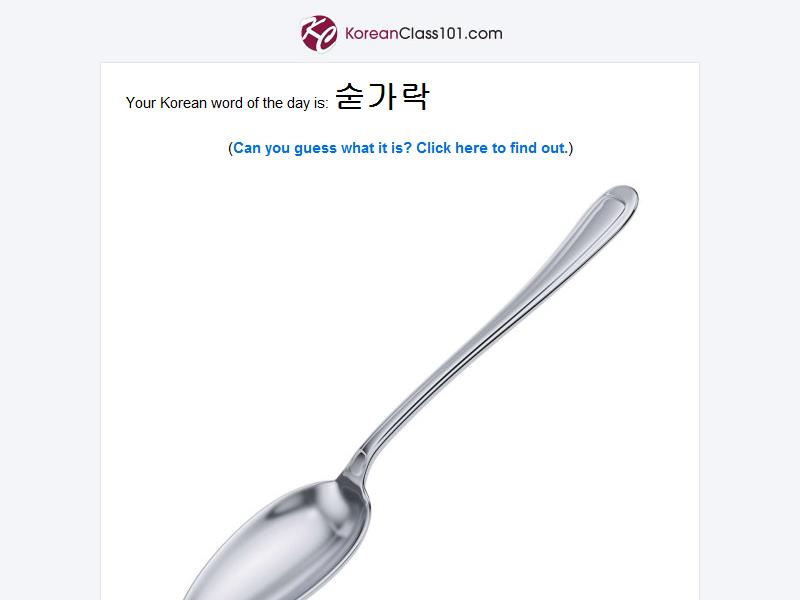 KoreanClass101.com
Your Korean word of the day is: 숟가락
(Can you guess what it is? Click here to find out.)